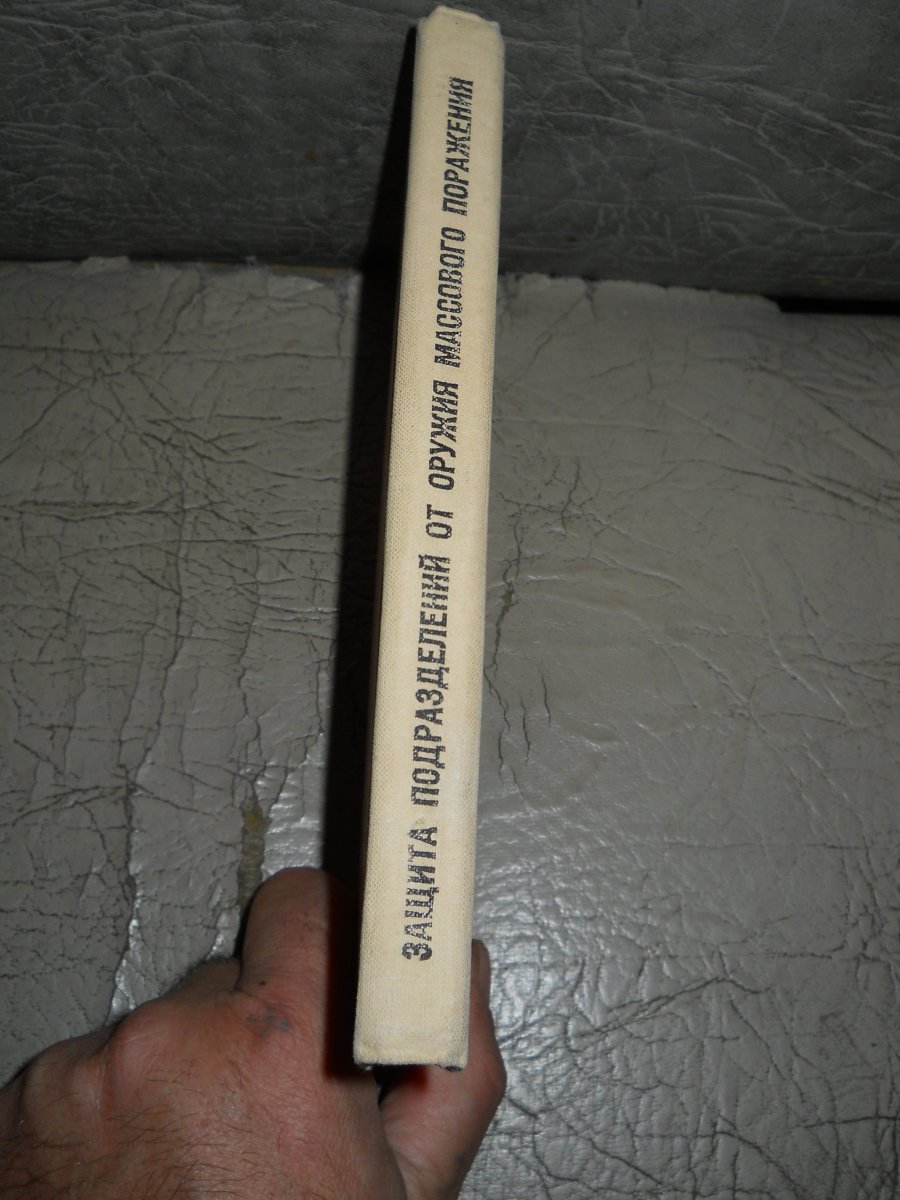 ЗАЩИТА ПОДРАЗДЕЛЕНИЙ ОТ ОРУЖИЯ МАССОВОГО ПОРАЖЕНИЯ